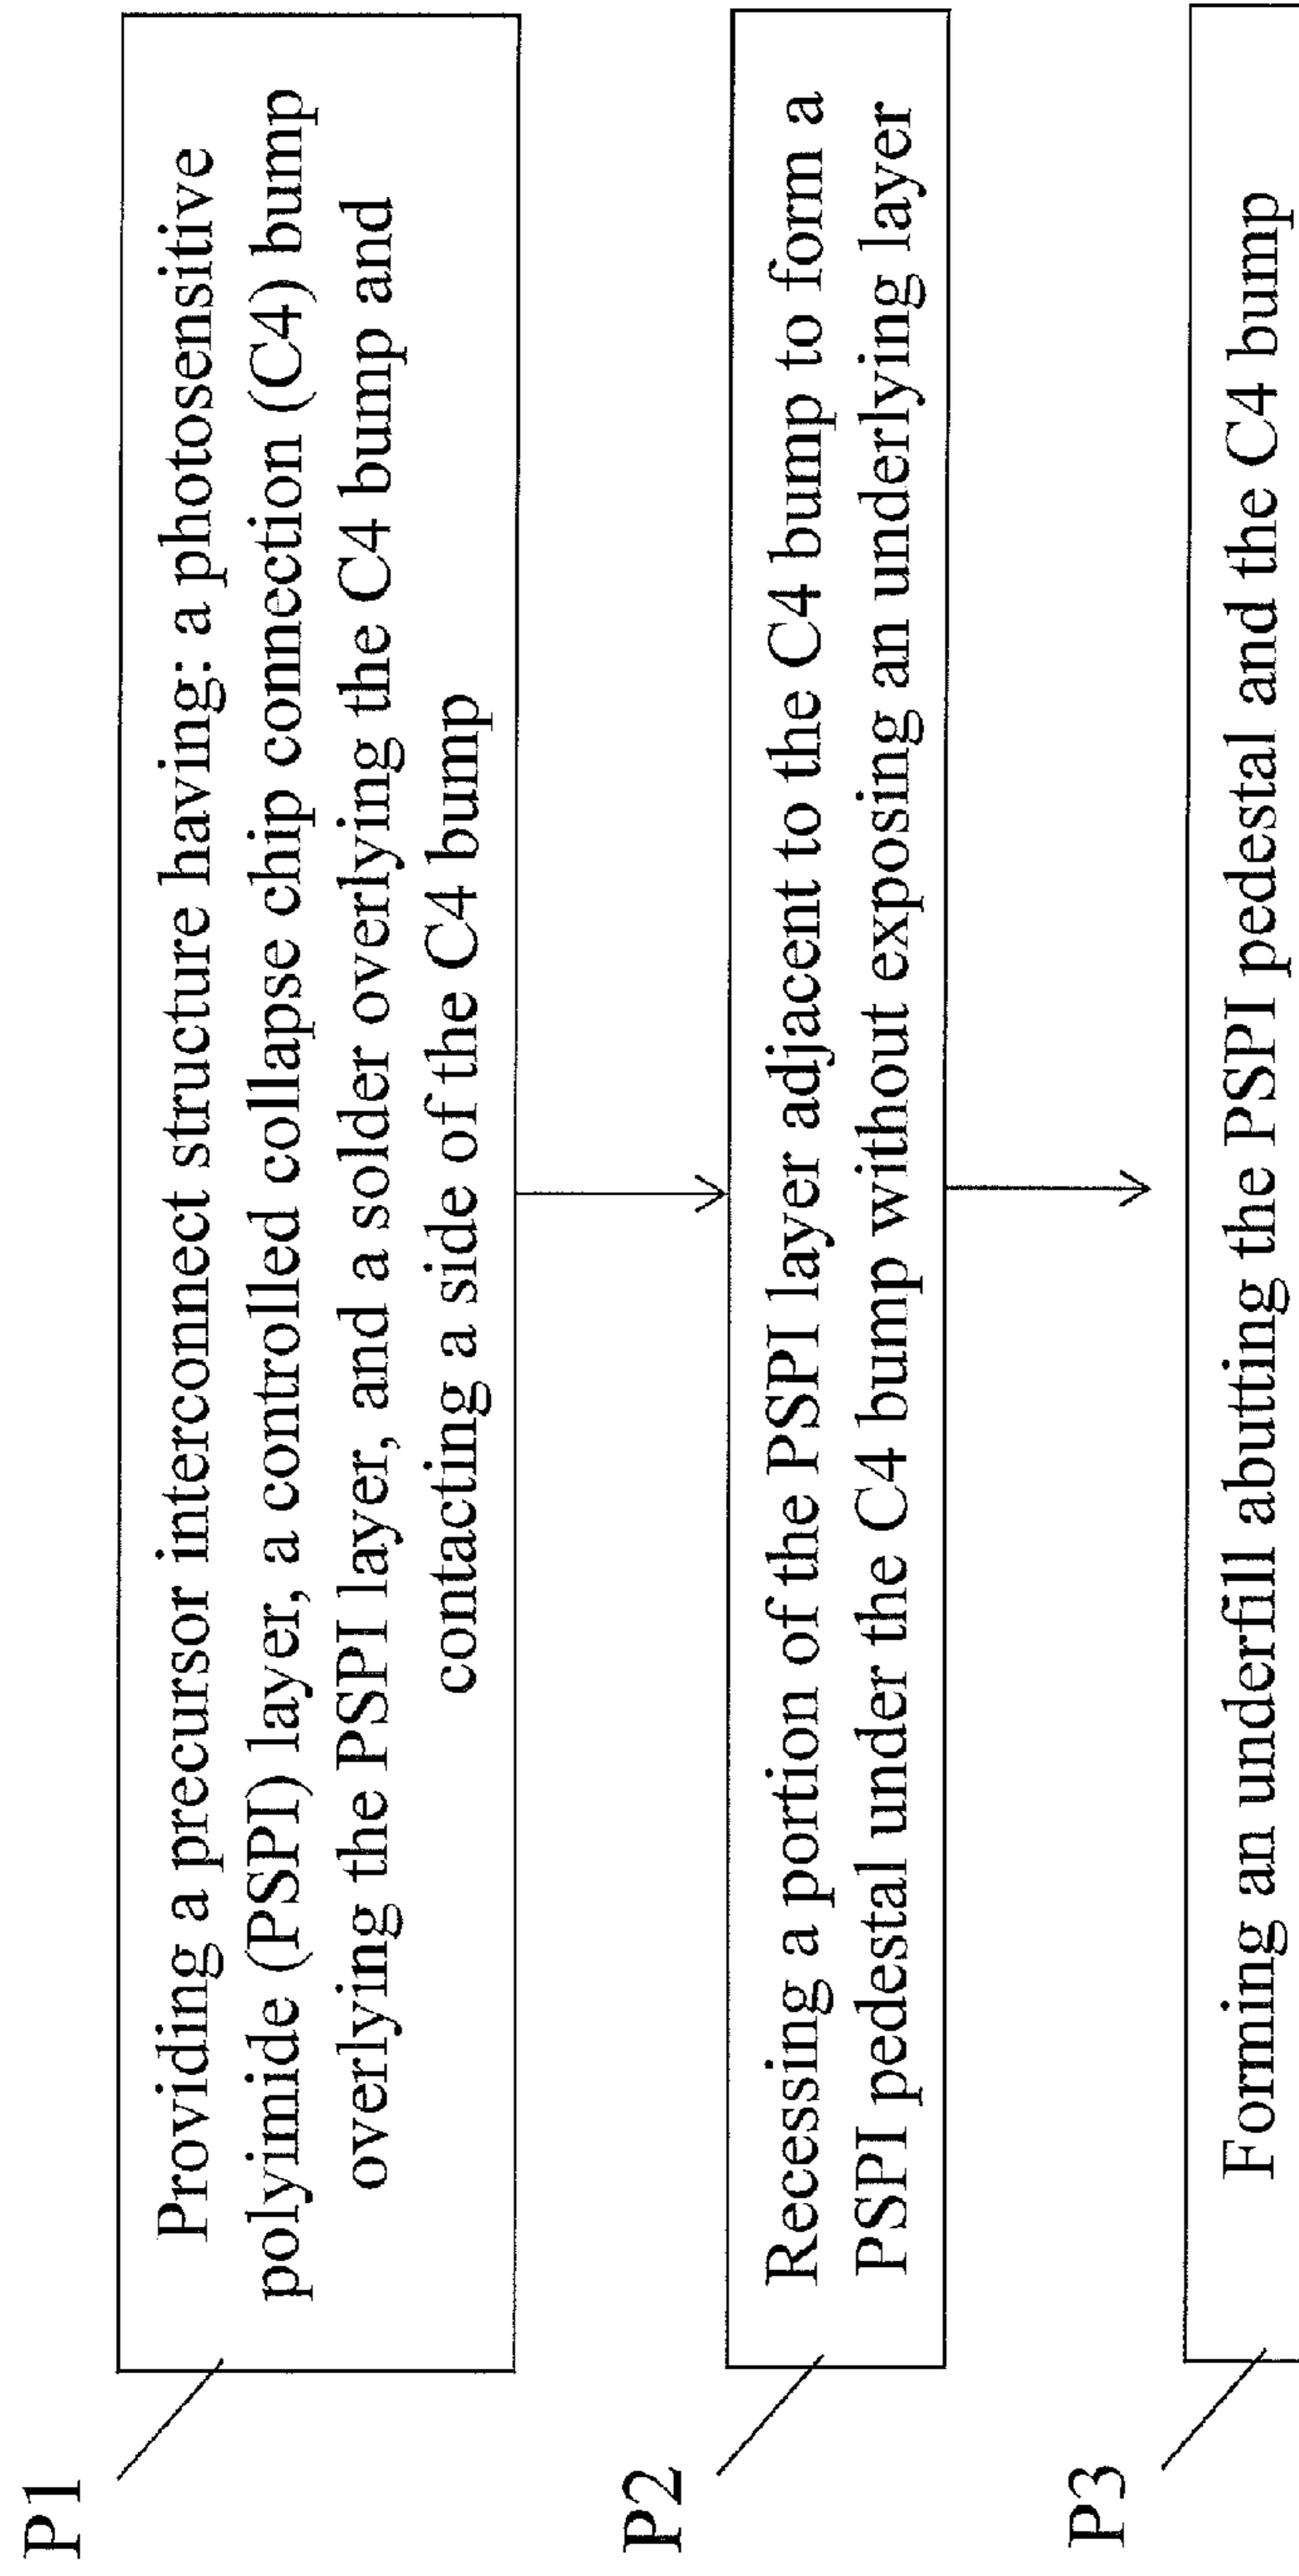 P1
Providing a precursor interconnect structure having: a photosensitive
polyimide (PSPI) layer, a controlled collapse chip connection (C4) bump
overlying the PSPI layer, and a solder overlying the C4 bump and
contacting a side of the C4 bump
P2
Recessing a portion of the PSPI layer adjacent to the C4 bump to form a
PSPI pedestal under the C4 bump without exposing an underlying layer
P3
Forming an underfill abutting the PSPI pedestal and the C4 bump